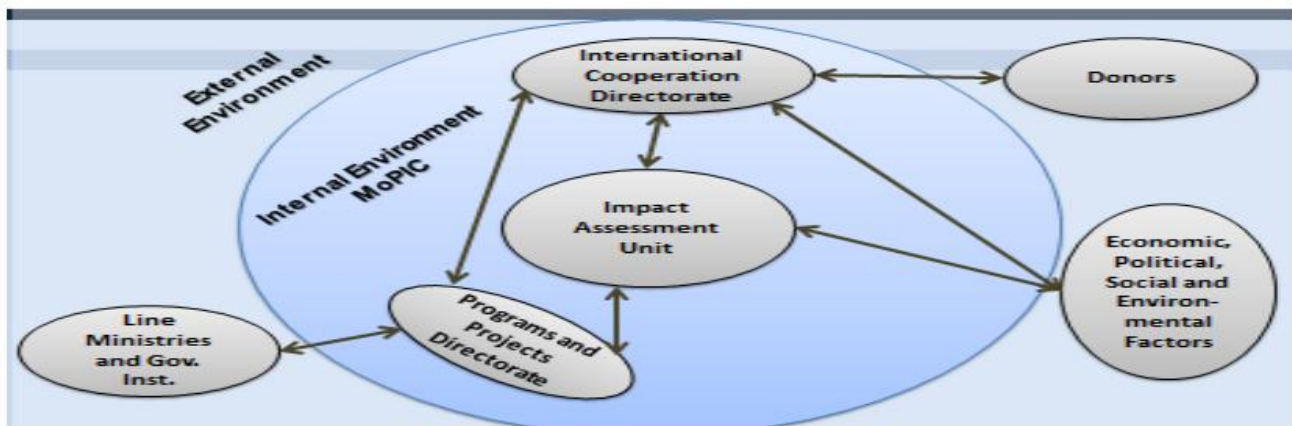 External
Environment
Internal Environment
MoPIC
International
Cooperation
Directorate
Donors
Impact
Assessment
Unit
Economic,
Political,
Social and
Environ-
mental
Factors
Programs and
Projects
Directorate
Line
Ministries
and Gov.
Inst.